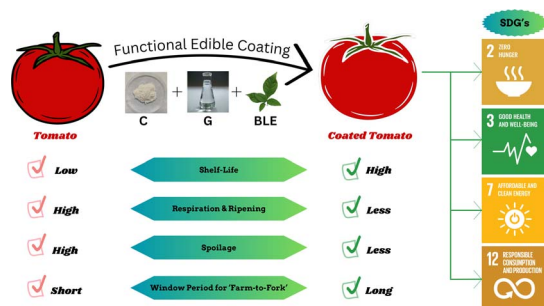 SDG's
Functional Edible Coating
C + G + BLE
Tomato
Coated Tomato
Low
Shelf-Life
High
High
Respiration & Ripening
Less
High
Spoilage
Less
Short
Window Period for 'Farm-to-Fork'
Long
2 ZERO
HUNGER
3 GOOD HEALTH
AND WELL-BEING
7 AFFORDABLE AND
CLEAN ENERGY
12 RESPONSIBLE
CONSUMPTION
AND PRODUCTION